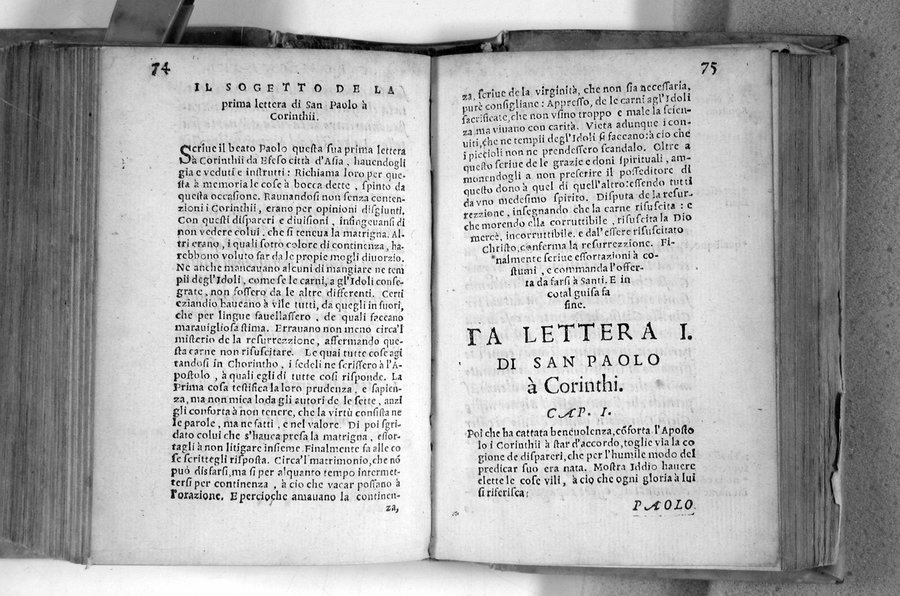 74
IL SOGETTO DE LA
prima lettera di San Paolo à
Corinthii.
Scriue il beato Paolo questa sua prima lettera
à Corinthii da Efeso città d'Asia, hauendogli
gia e veduti e instrutti: Richiama loro per que
sta à memoria le cose à bocca dette, spinto da
questa occasione. Raunandosi non senza conten-
zioni i Corinthii, erano per opinioni disgiunti.
Con questi dispareri e diuisioni, insingeuansi di
non vedere colui, che si teneua la matrigna. Al-
tri erano, i quali sotto colore di continenza, ha-
rebbono voluto far da le propie mogli diuorzio.
Ne anche mancauano alcuni di mangiare ne tem
pii degl'Idoli, come se le carni, a gl'Idoli conse-
grate, non fossero da le altre differenti. Certi
eziandio haueano à vile tutti, da quegli in fuori,
che per lingue fauellassero, de quali faceano
marauigliosa stima. Errauano non meno circa'l
misterio de la resurrezzione, affermando que-
sta carne non risuscitare. Le quai tutte cose agi
tandosi in Chorintho, i fedeli ne scrissero à l'A-
postolo, à quali egli di tutte così risponde. La
Prima cosa testifica la loro prudenza, e sapien-
za, ma non mica loda gli autori de le sette, anzi
gli conforta à non tenere, che la virtù consista ne
le parole, ma ne fatti, e nel valore. Di poi sgri-
dato colui che s'hauea presa la matrigna, essor-
tagli à non litigare insieme. Finalmente fa alle co
se scrittegli risposta. Circa'l matrimonio, che nō
può disfarsi, ma sì per alquanto tempo intermet-
tersi per continenza, à ciò che vacar possano à
l'orazione. E percioche amauano la continen-
za,
75
za, scriue de la virginità, che non sia necessaria,
purè consigliane: Appresso, de le carni agl'Idoli
sacrificate, che non vsino troppo e male la scien-
za, ma viuano con carità. Vieta adunque i con-
uiti, che ne tempii degl'Idoli si faceano: à cio che
i piccioli non ne prendessero scandalo. Oltre a
questo scriue de le grazie e doni spirituali, am-
monendogli a non preserire il posseditore di
questo dono à quel di quell'altro: essendo tutti
da vno medesimo spirito. Disputa de la resur-
rezzione, insegnando che la carne risuscita: e
che morendo ella corruttibile, risuscita la Dio
mercè, incorruttibile. e dal'essere risuscitato
Christo, conferma la resurrezzione. Fi-
nalmente scriue essortazioni à co-
stumi, e commanda l'offer-
ta da farsi à Santi. E in
cotal guisa fa
fine.
LA LETTERA I.
DI SAN PAOLO
à Corinthi.
CAP. I.
Poi che ha cattata beneuolenza, cōforta l'Aposto
lo i Corinthii à star d'accordo, toglie via la co
gione de dispareri, che per l'humile modo del
predicar suo era nata. Mostra Iddio hauere
elette le cose vili, à ciò che ogni gloria à lui
si riferisca:
PAOLO